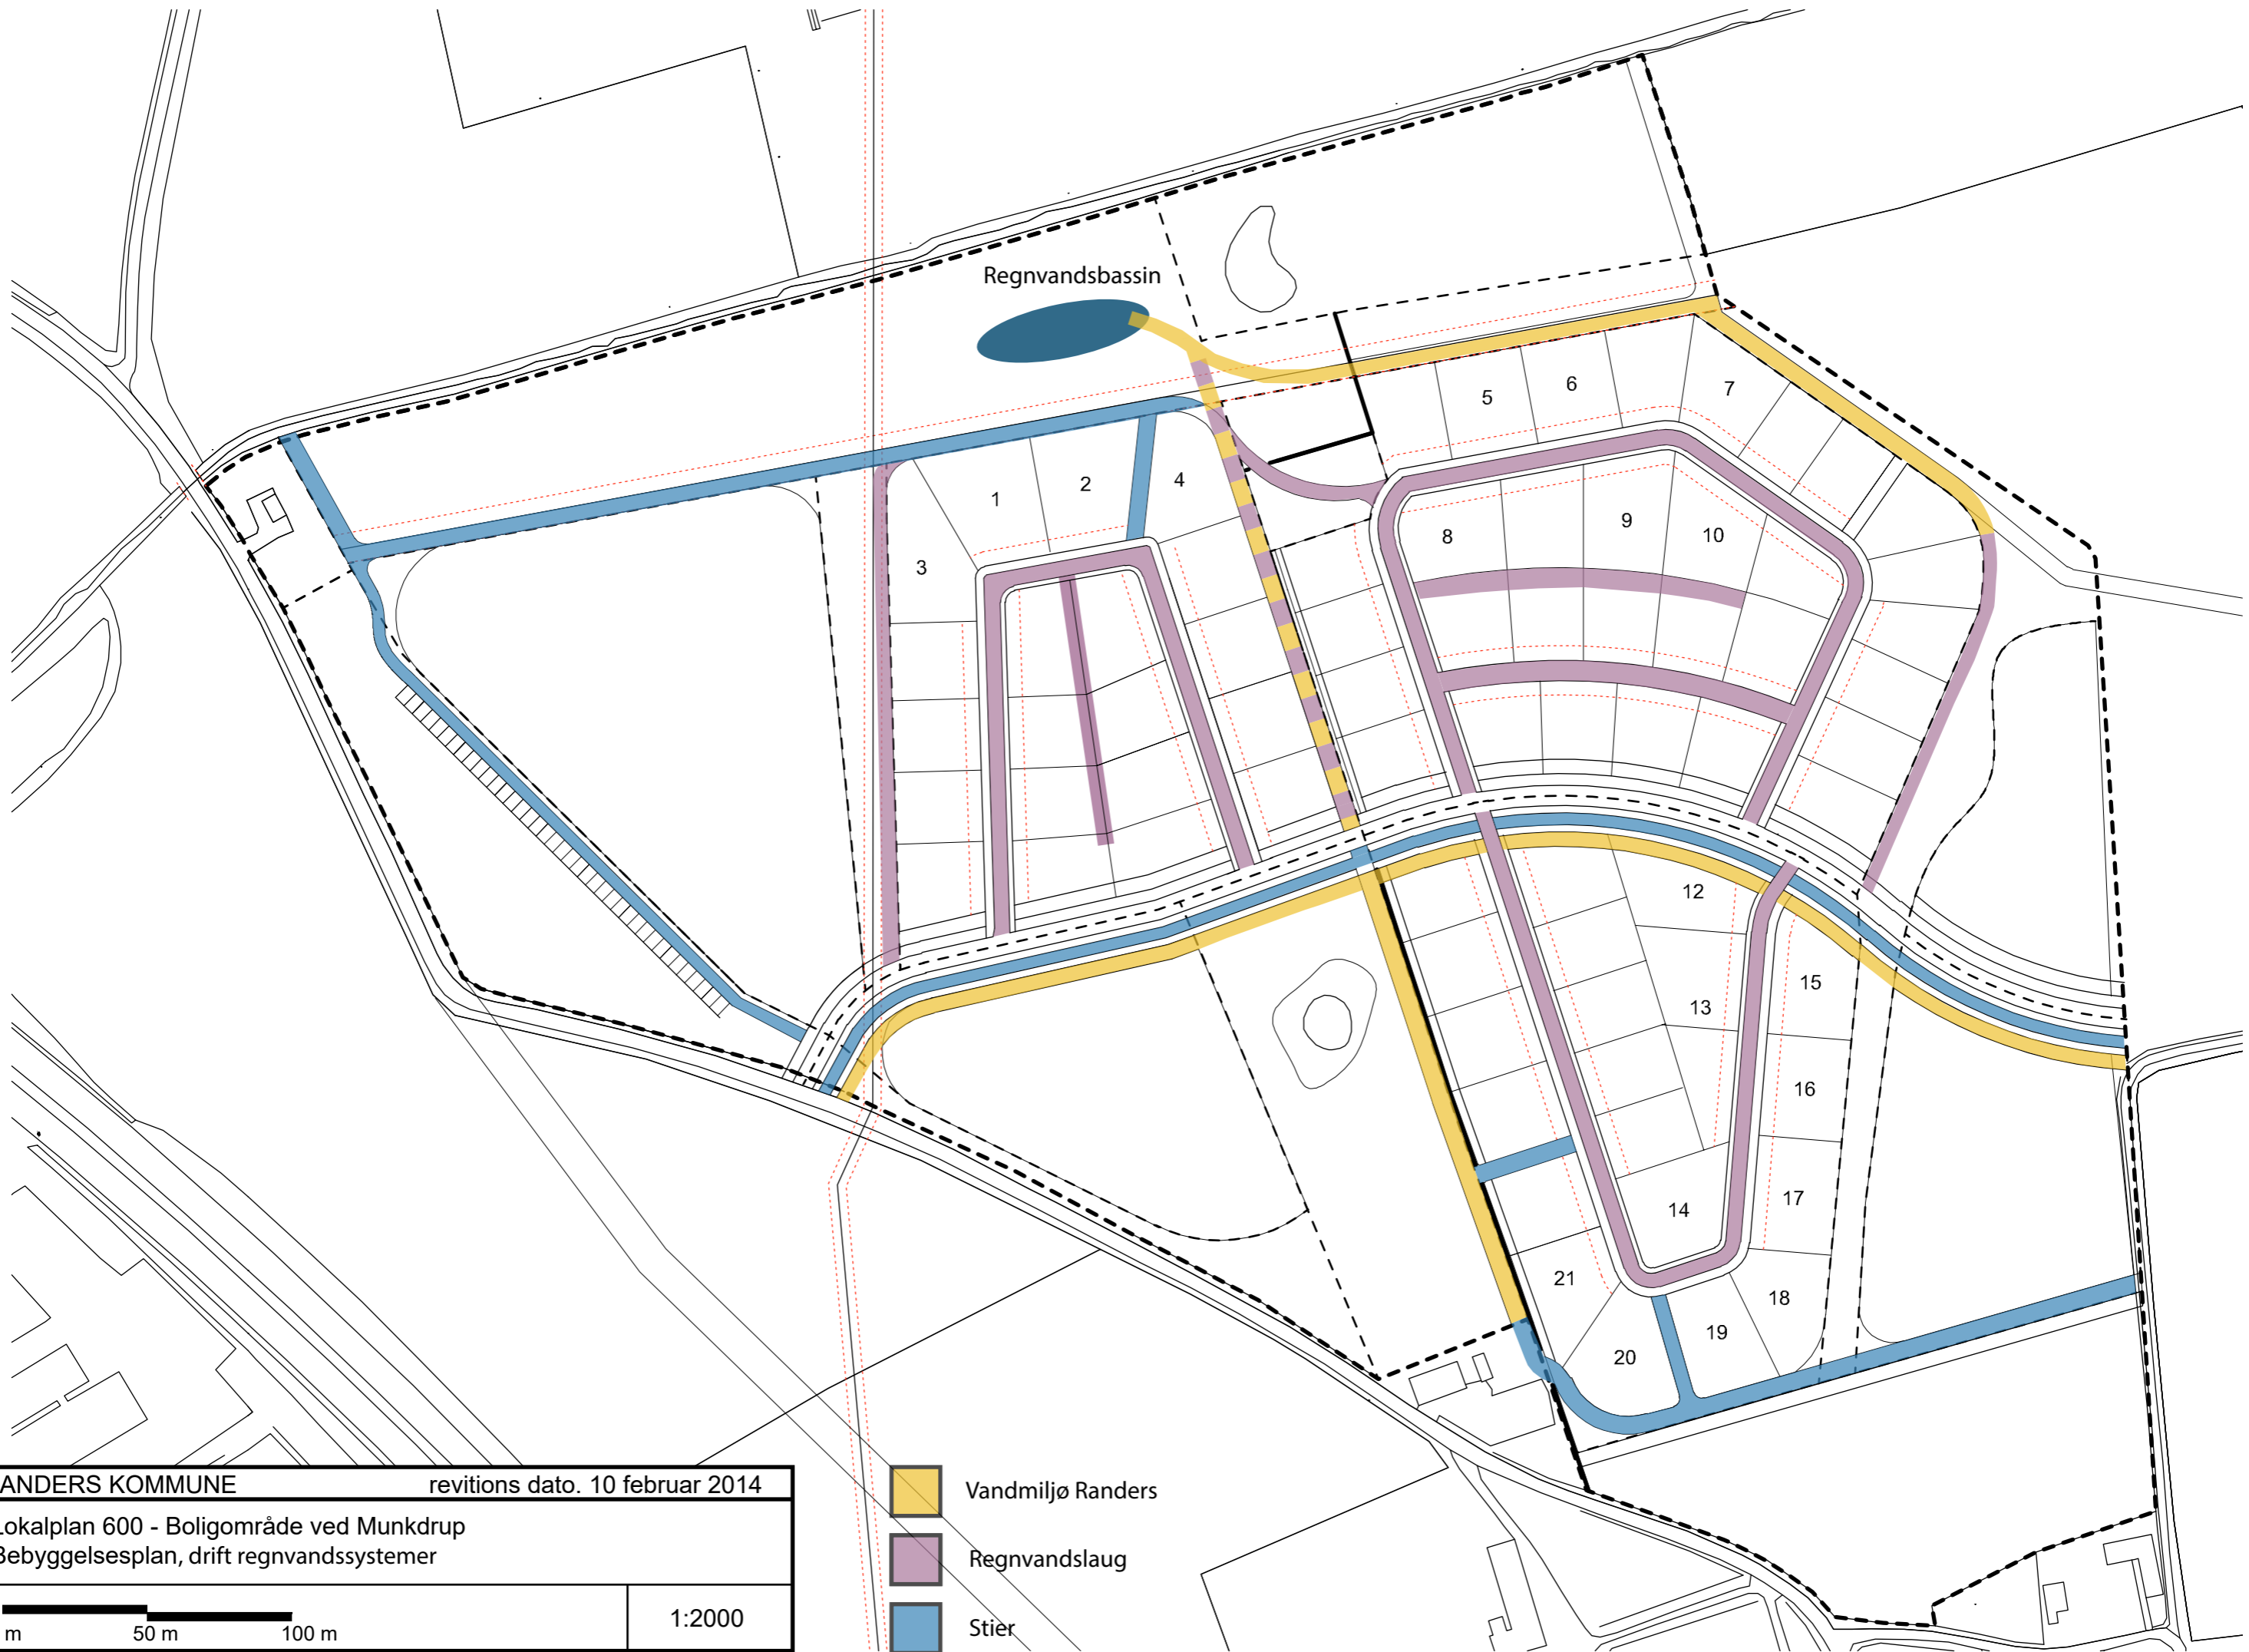 Regnvandsbassin
7
6
5
4
2
1
9
10
8
3
12
15
13
16
17
14
21
18
19
20
ANDERS KOMMUNE revitions dato. 10 februar 2014
Lokalplan 600 - Boligområde ved Munkdrup
Bebyggelsesplan, drift regnvandssystemer
m 50 m 100 m
1:2000
Vandmiljø Randers
Regnvandslaug
Stier